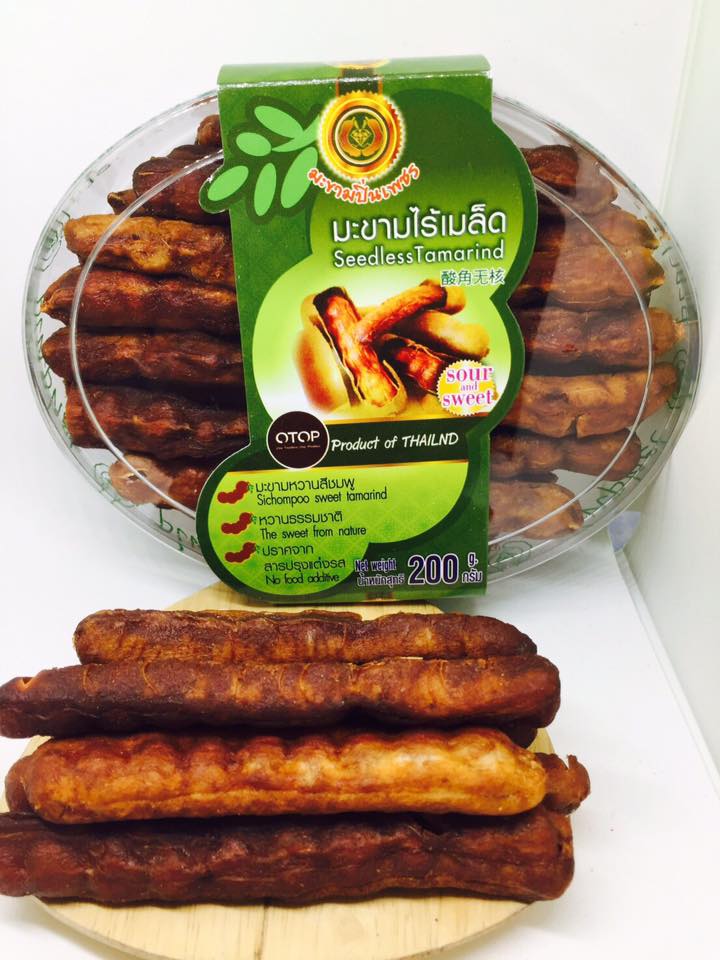 มะขามปิ่นเพชร
มะขามไร้เมล็ด
Seedless Tamarind
酸角无核
sour
and
sweet
OTOP
Product of THAILND
มะขามหวานสีชมพู
Sichompoo sweet tamarind
หวานธรรมชาติ
The sweet from nature
ปราศจาก
สารปรุงแต่งรส
No food additive
Net weight 200 g.
น้ำหนักสุทธิ กรัม